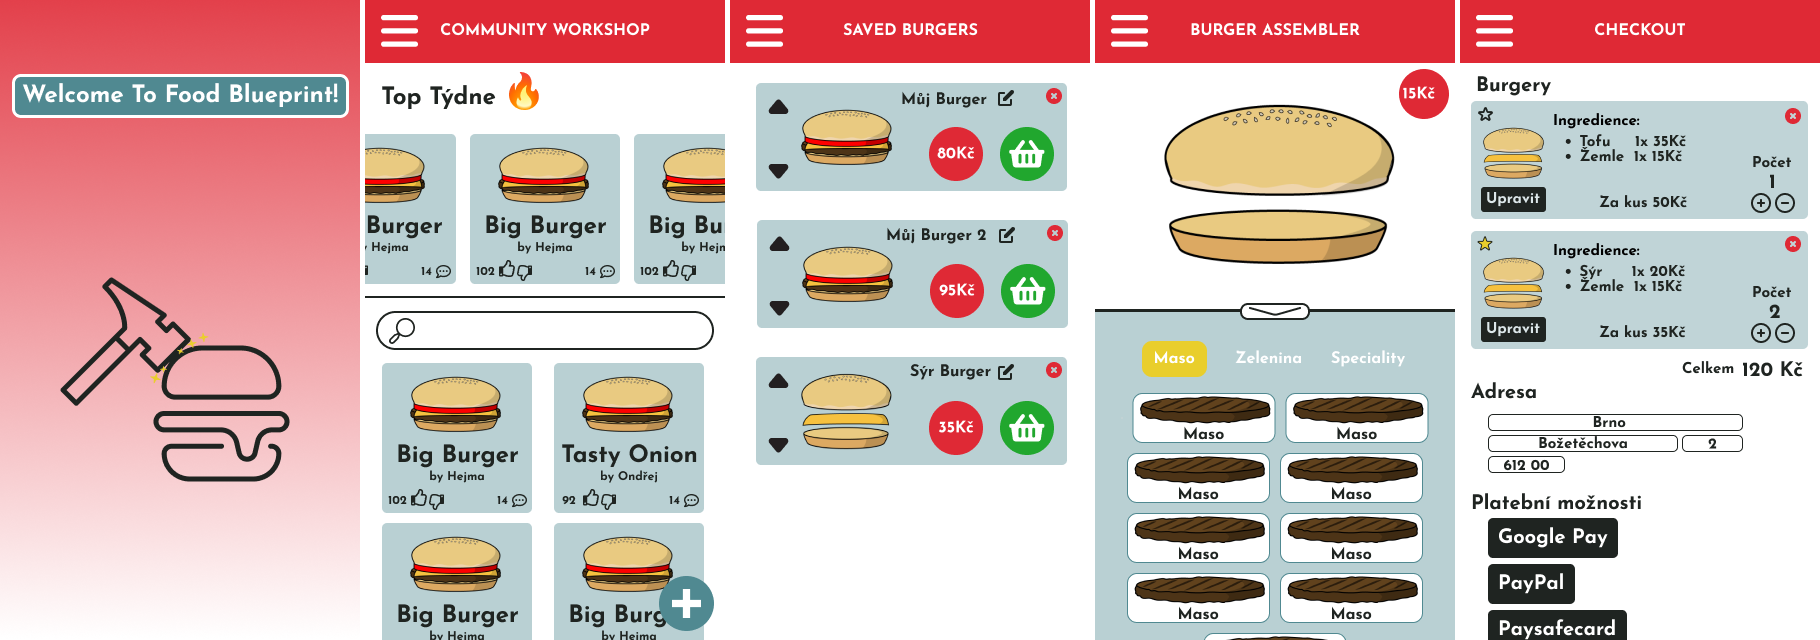 Welcome To Food Blueprint!
COMMUNITY WORKSHOP
Top Týdne
Burger
Hejma
14
Big Burger
by Hejma
102
14
Big Bu
by Hejm
102
Big Burger
by Hejma
102
14
Tasty Onion
by Ondřej
92
14
Big Burger
by Hejma
Big Burg
by Hejma
SAVED BURGERS
Můj Burger
80Kč
Můj Burger 2
95Kč
Sýr Burger
35Kč
BURGER ASSEMBLER
15Kč
Maso Zelenina Speciality
Maso Maso
Maso Maso
Maso Maso
Maso Maso
CHECKOUT
Burgery
Ingredience:
• Tofu 1x 35Kč
• Žemle 1x 15Kč
Počet
1
Upravit
Za kus 50Kč
Ingredience:
• Sýr 1x 20Kč
• Žemle 1x 15Kč
Počet
2
Upravit
Za kus 35Kč
Celkem 120 Kč
Adresa
Brno
Božetěchova 2
612 00
Platební možnosti
Google Pay
PayPal
Paysafecard